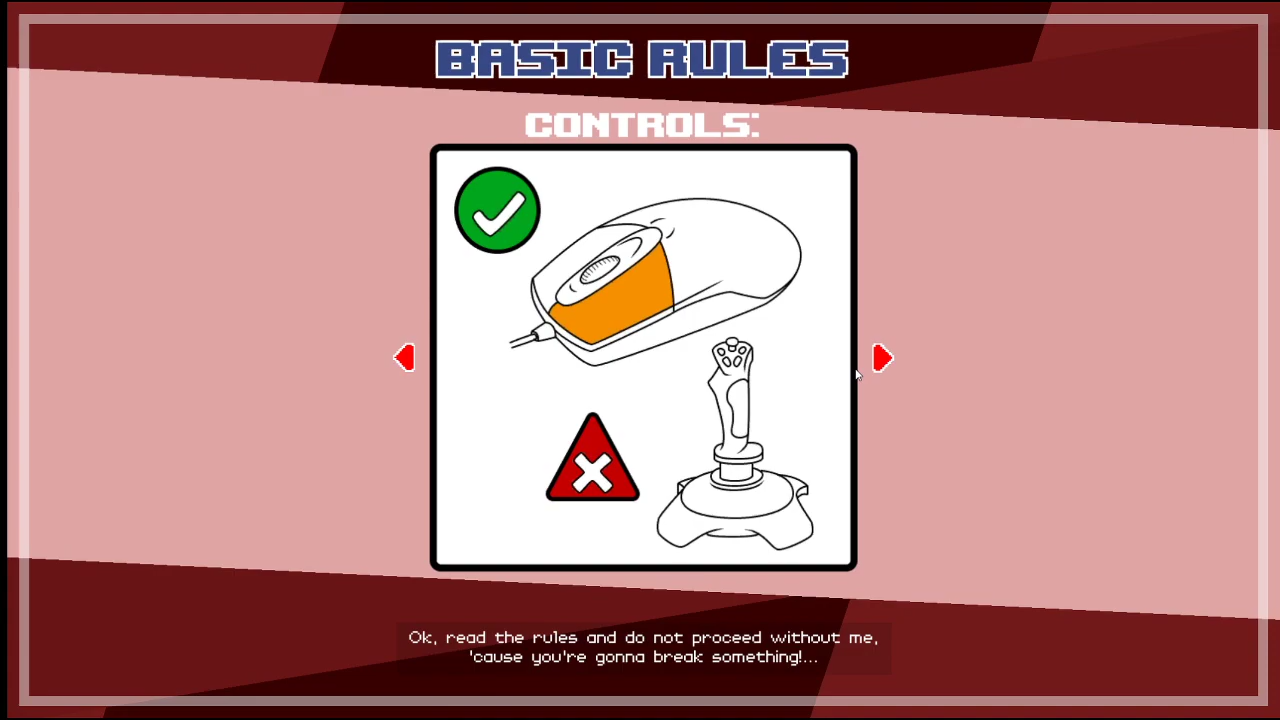 BASIC RULES
CONTROLS:
Ok, read the rules and do not proceed without me,
'cause you're gonna break something!...